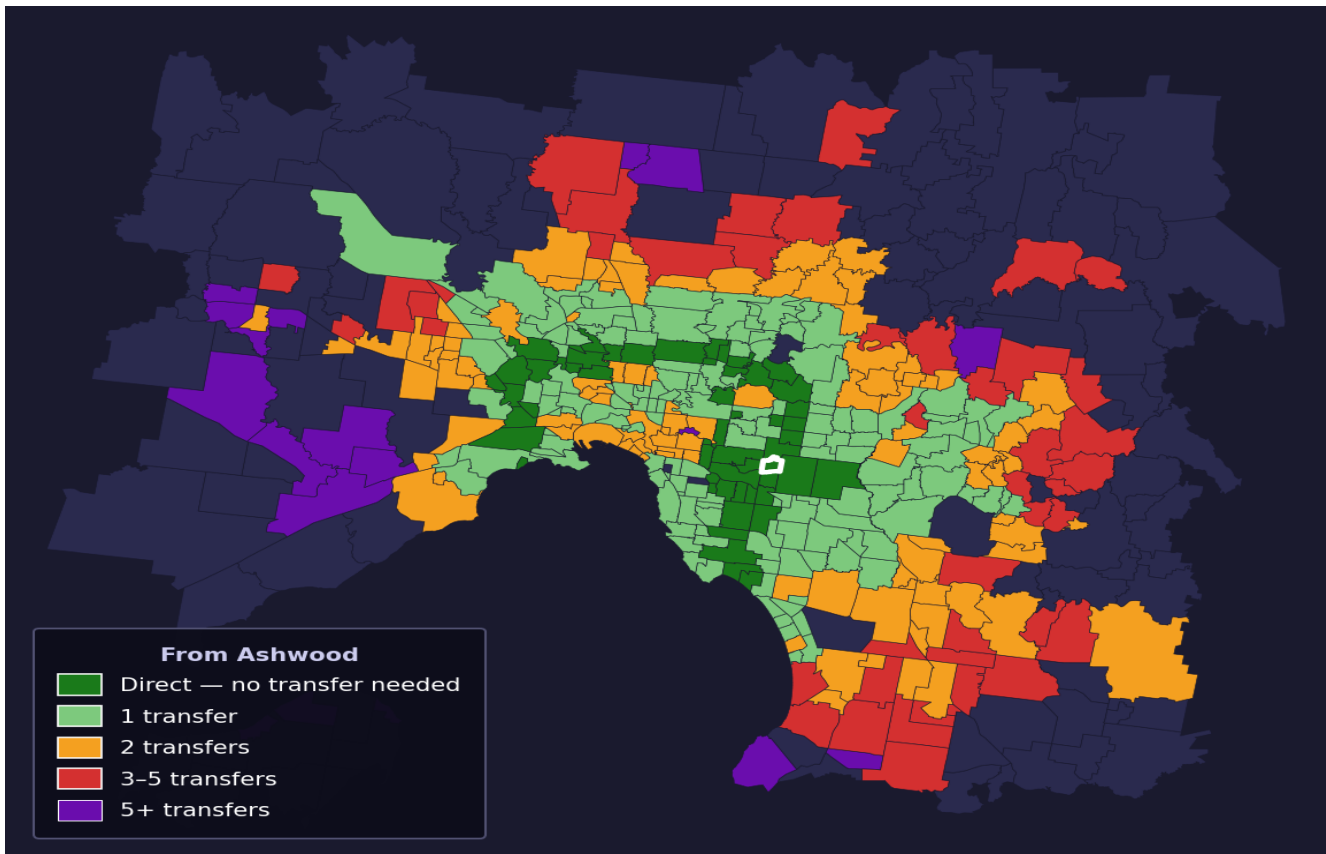 From Ashwood
Direct — no transfer needed
1 transfer
2 transfers
3–5 transfers
5+ transfers